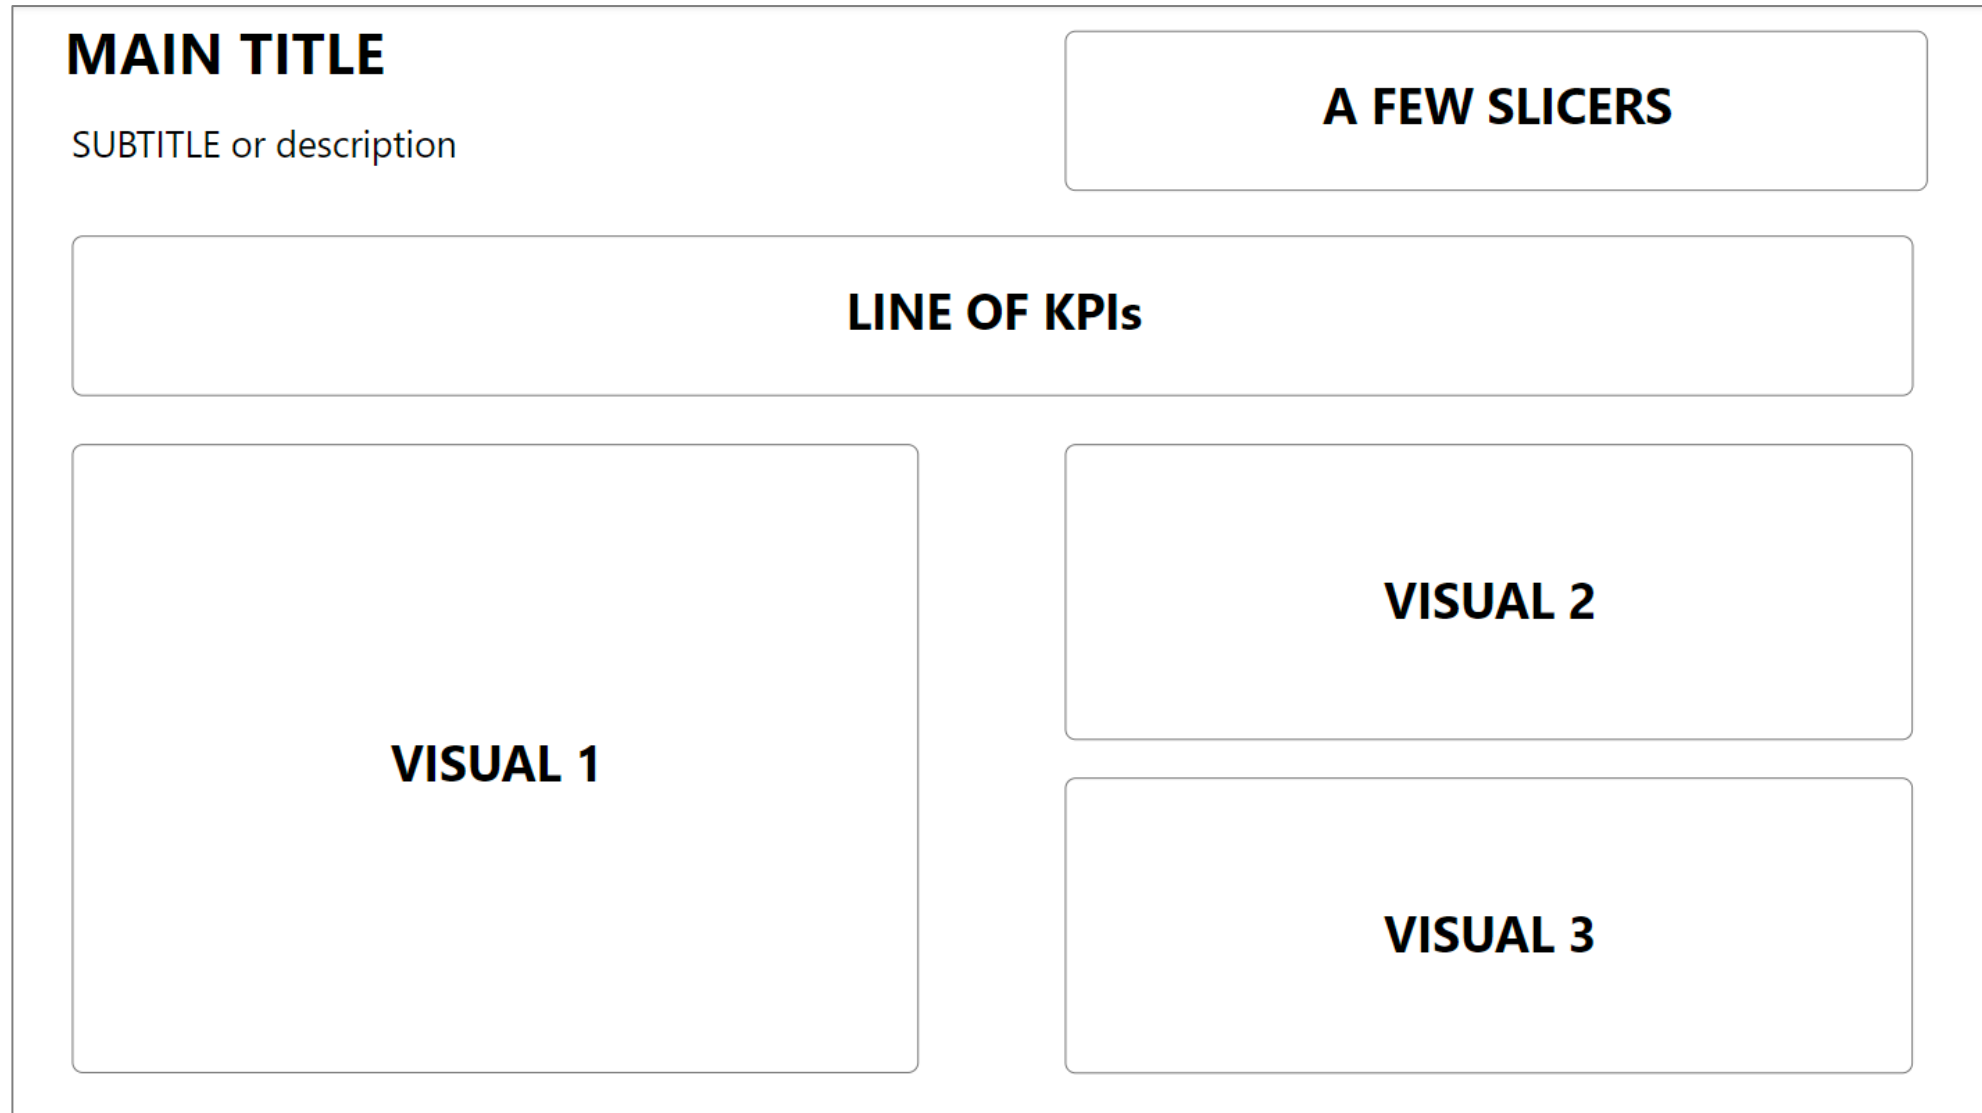 MAIN TITLE
SUBTITLE or description
A FEW SLICERS
LINE OF KPIs
VISUAL 1
VISUAL 2
VISUAL 3